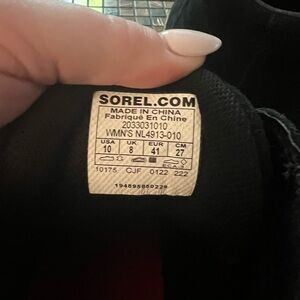 SOREL.COM
MADE IN CHINA
Fabriqué En Chine
2033031010
WMN'S NL4913-010
USA UK EUR CM
10 8 41 27
10175 CJF 0122 222